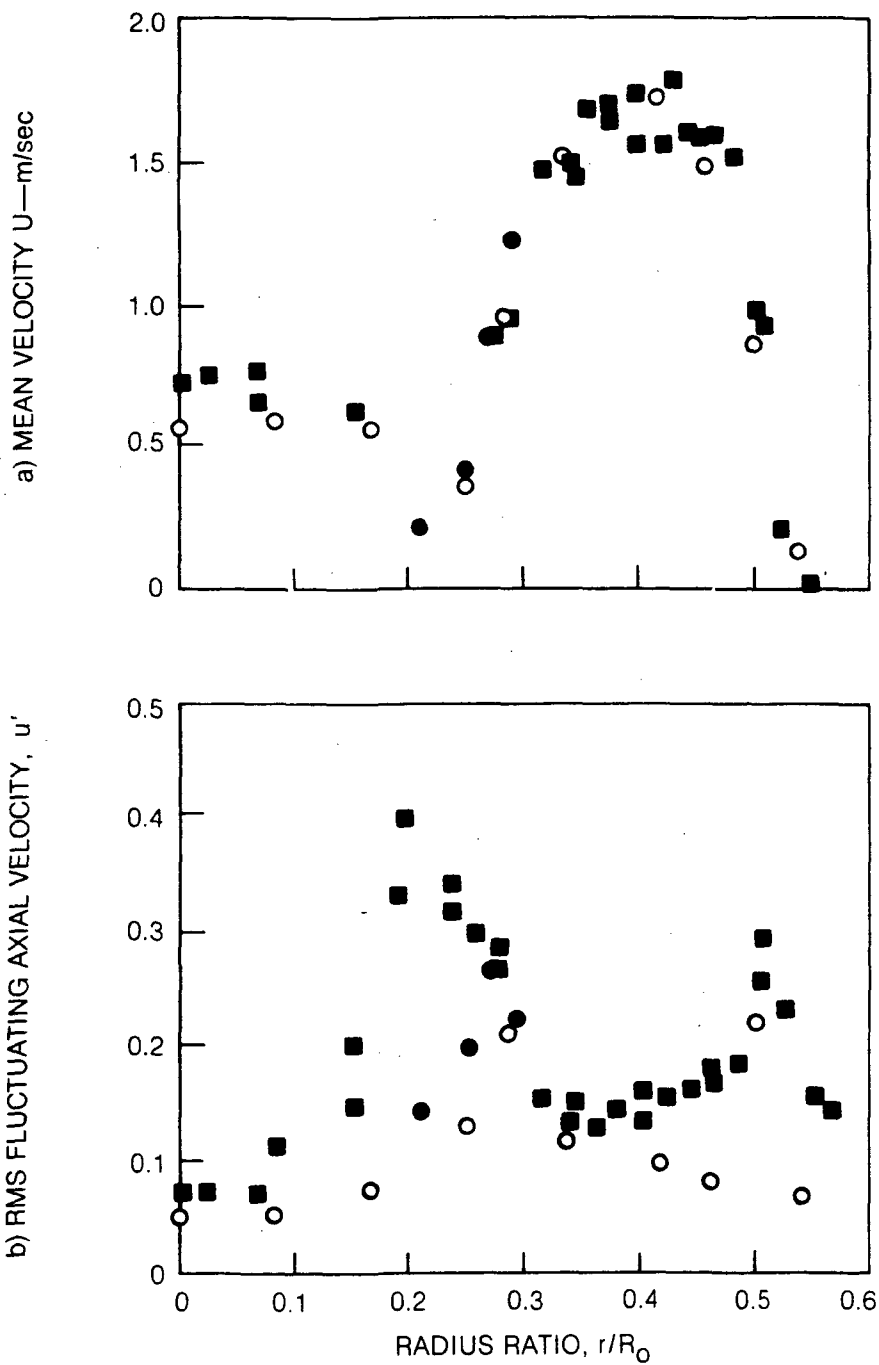 a) MEAN VELOCITY U—m/sec
2.0
1.5
1.0
0.5
0
b) RMS FLUCTUATING AXIAL VELOCITY, u'
0.5
0.4
0.3
0.2
0.1
0
0 0.1 0.2 0.3 0.4 0.5 0.6
RADIUS RATIO, r/Ro